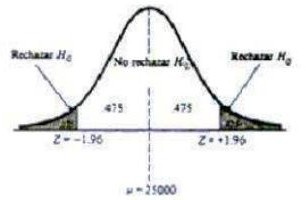 Rechazar H₀
No rechazar H₀
Rechazar H₀
.475
.475
Z = -1.96
Z = +1.96
μ = 25000